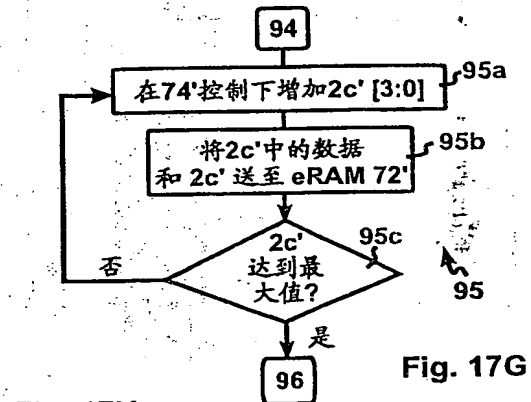 94
在74'控制下增加2c' [3:0]
95a
将2c'中的数据
和 2c' 送至 eRAM 72'
95b
2c'
达到最
大值?
95c
否
是
95
96
Fig. 17G